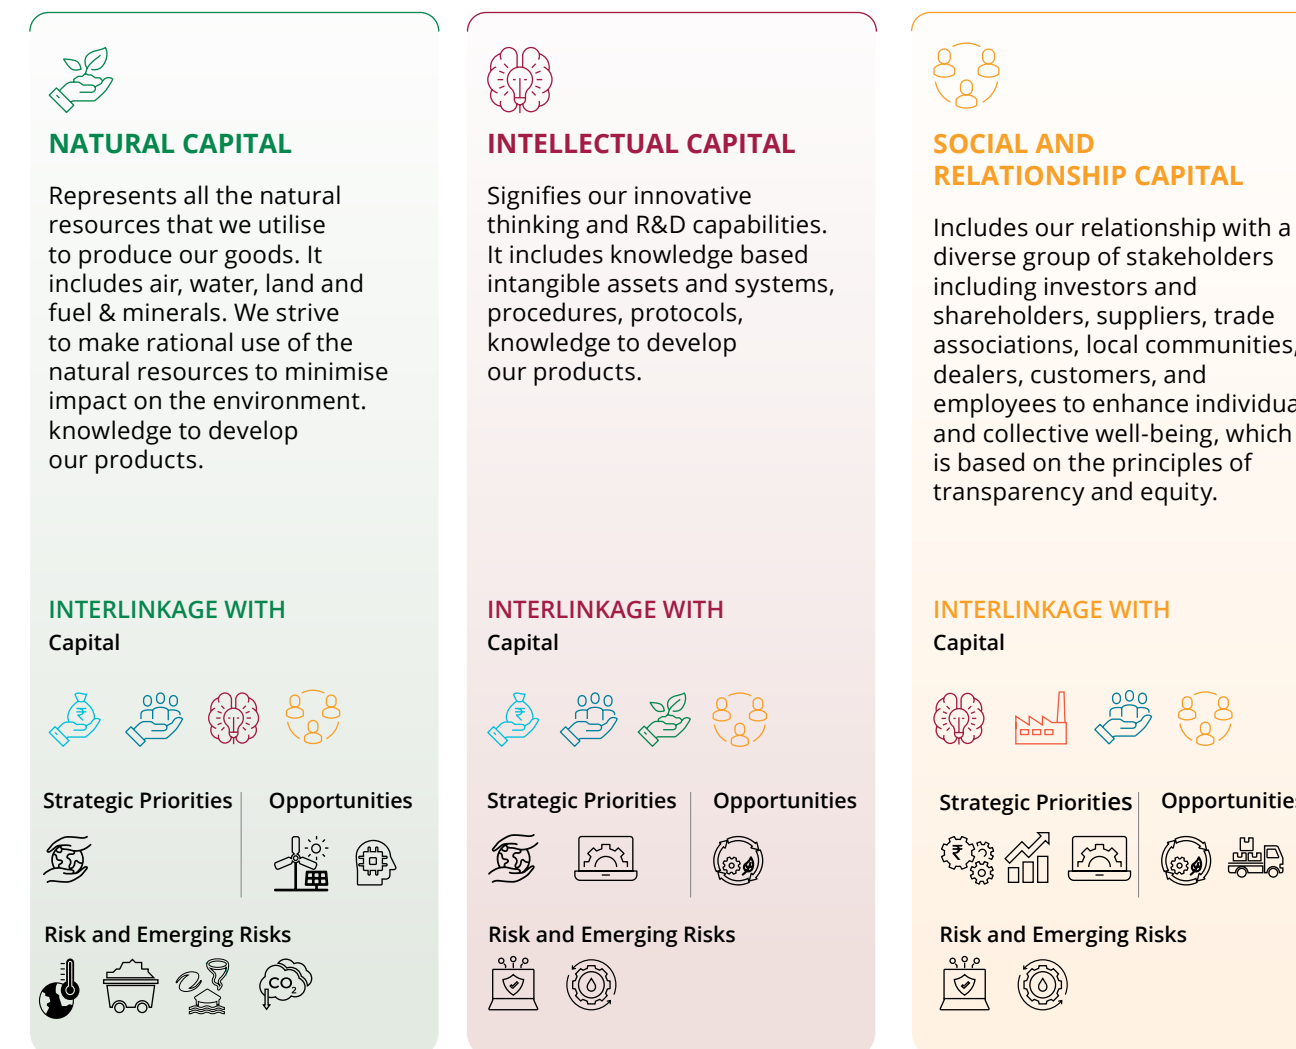 NATURAL CAPITAL
Represents all the natural
resources that we utilise
to produce our goods. It
includes air, water, land and
fuel & minerals. We strive
to make rational use of the
natural resources to minimise
impact on the environment.
knowledge to develop
our products.
INTERLINKAGE WITH
Capital
₹
Strategic Priorities
Opportunities
Risk and Emerging Risks
CO2
INTELLECTUAL CAPITAL
Signifies our innovative
thinking and R&D capabilities.
It includes knowledge based
intangible assets and systems,
procedures, protocols,
knowledge to develop
our products.
INTERLINKAGE WITH
Capital
₹
Strategic Priorities
Opportunities
Risk and Emerging Risks
SOCIAL AND
RELATIONSHIP CAPITAL
Includes our relationship with a
diverse group of stakeholders
including investors and
shareholders, suppliers, trade
associations, local communities,
dealers, customers, and
employees to enhance individua
and collective well-being, which
is based on the principles of
transparency and equity.
INTERLINKAGE WITH
Capital
Strategic Priorities
Opportunities
₹
Risk and Emerging Risks